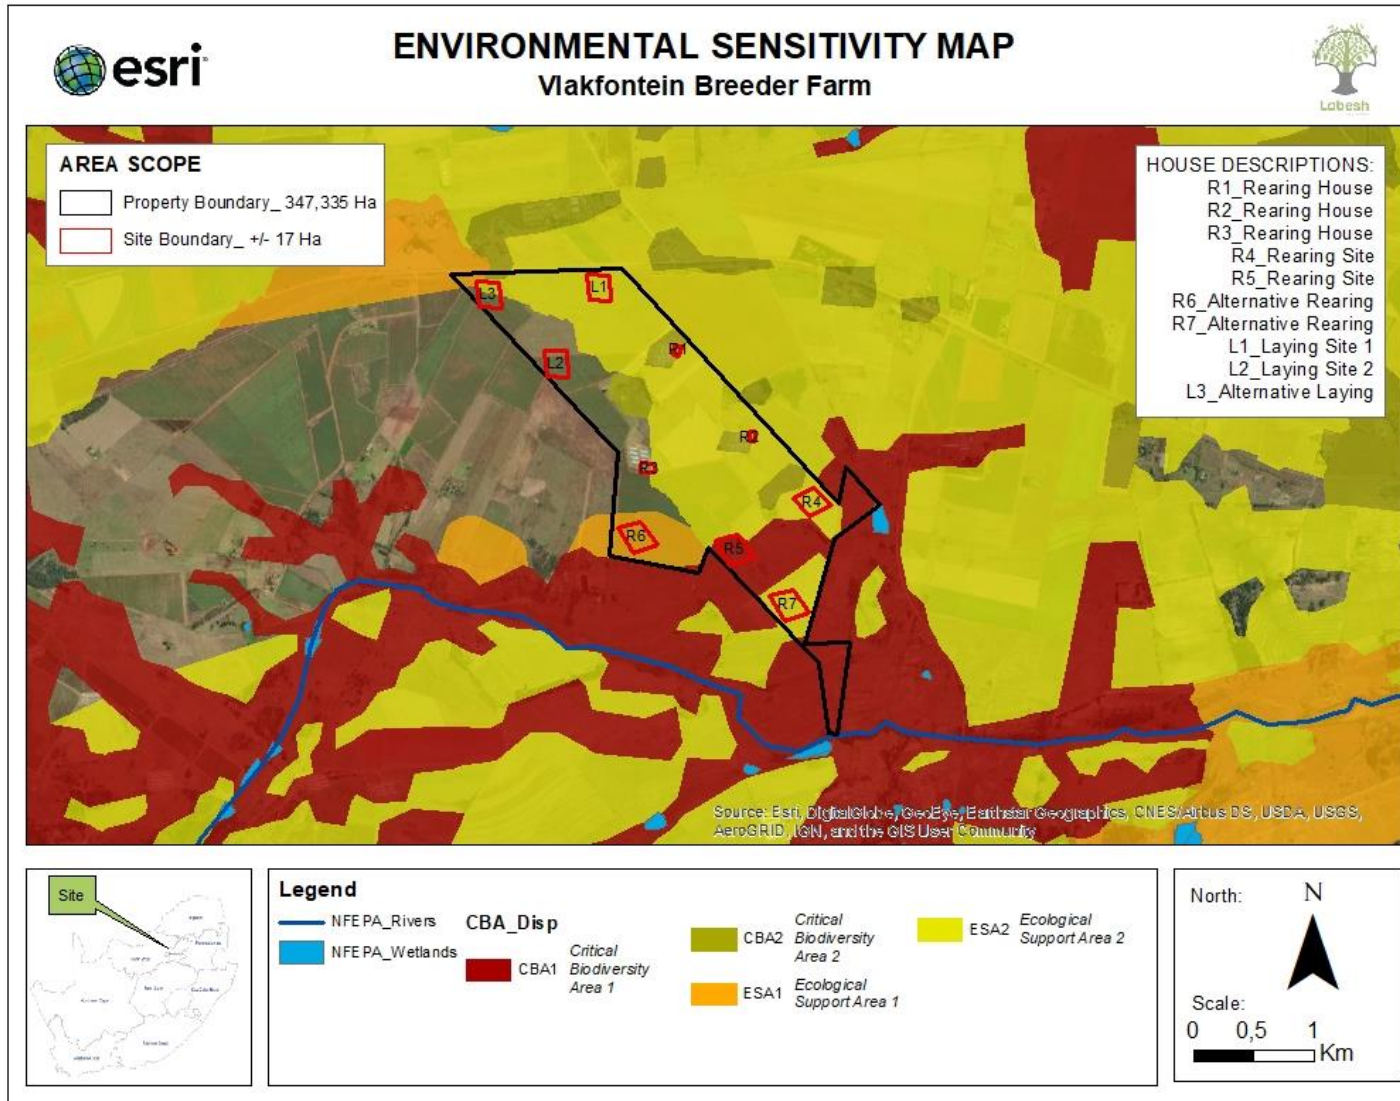 esri
ENVIRONMENTAL SENSITIVITY MAP
Vlakfontein Breeder Farm
Labesh
AREA SCOPE
Property Boundary_ 347,335 Ha
Site Boundary_ +/- 17 Ha
HOUSE DESCRIPTIONS:
R1_Rearing House
R2_Rearing House
R3_Rearing House
R4_Rearing Site
R5_Rearing Site
R6_Alternative Rearing
R7_Alternative Rearing
L1_Laying Site 1
L2_Laying Site 2
L3_Alternative Laying
L3
L1
R1
L2
R2
R3
R4
R6
R5
R7
Source: Esri, DigitalGlobe, GeoEye, Earthstar Geographics, CNES/Airbus DS, USDA, USGS,
AeroGRID, IGN, and the GIS User Community
Site
Legend
NFEPA_Rivers
NFEPA_Wetlands
CBA_Disp
CBA1
Critical
Biodiversity
Area 1
CBA2
Critical
Biodiversity
Area 2
ESA1
Ecological
Support Area 1
ESA2
Ecological
Support Area 2
North:
N
Scale:
0 0,5 1
Km